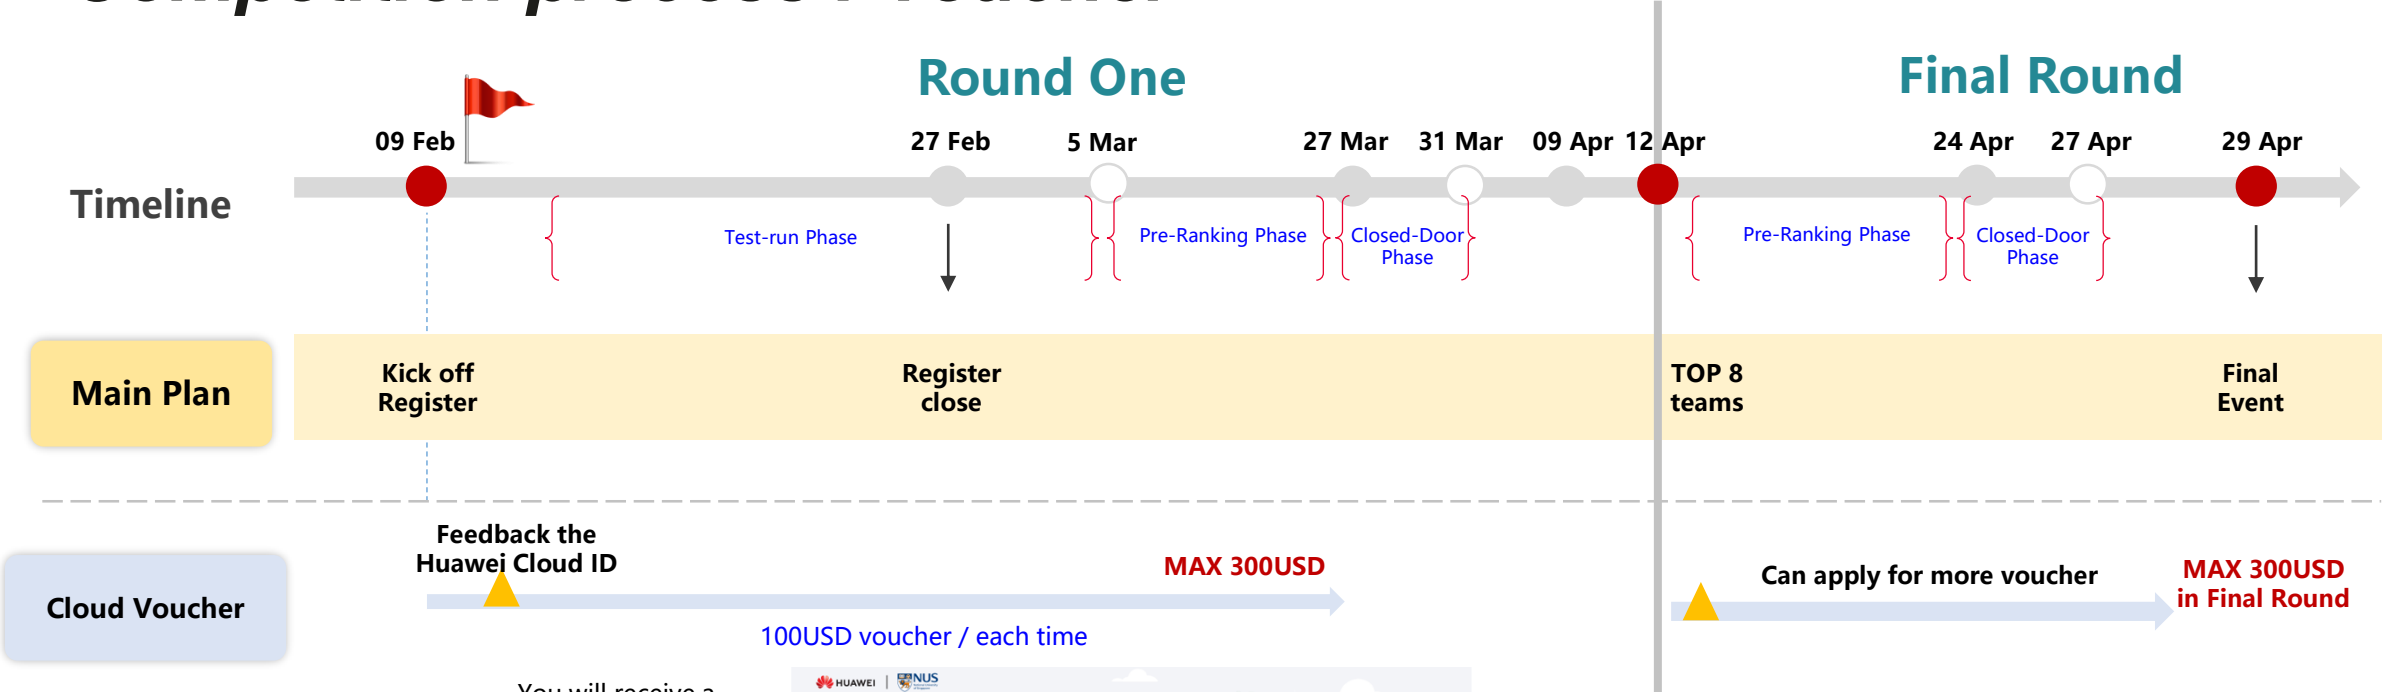 Round One
Final Round
09 Feb
27 Feb
5 Mar
27 Mar
31 Mar
09 Apr
12 Apr
24 Apr
27 Apr
29 Apr
Timeline
Test-run Phase
Pre-Ranking Phase
Closed-Door
Phase
Pre-Ranking Phase
Closed-Door
Phase
Main Plan
Kick off
Register
Register
close
TOP 8
teams
Final
Event
Cloud Voucher
Feedback the
Huawei Cloud ID
MAX 300USD
100USD voucher / each time
Can apply for more voucher
MAX 300USD
in Final Round
You will receive a
HUAWEI
NUS